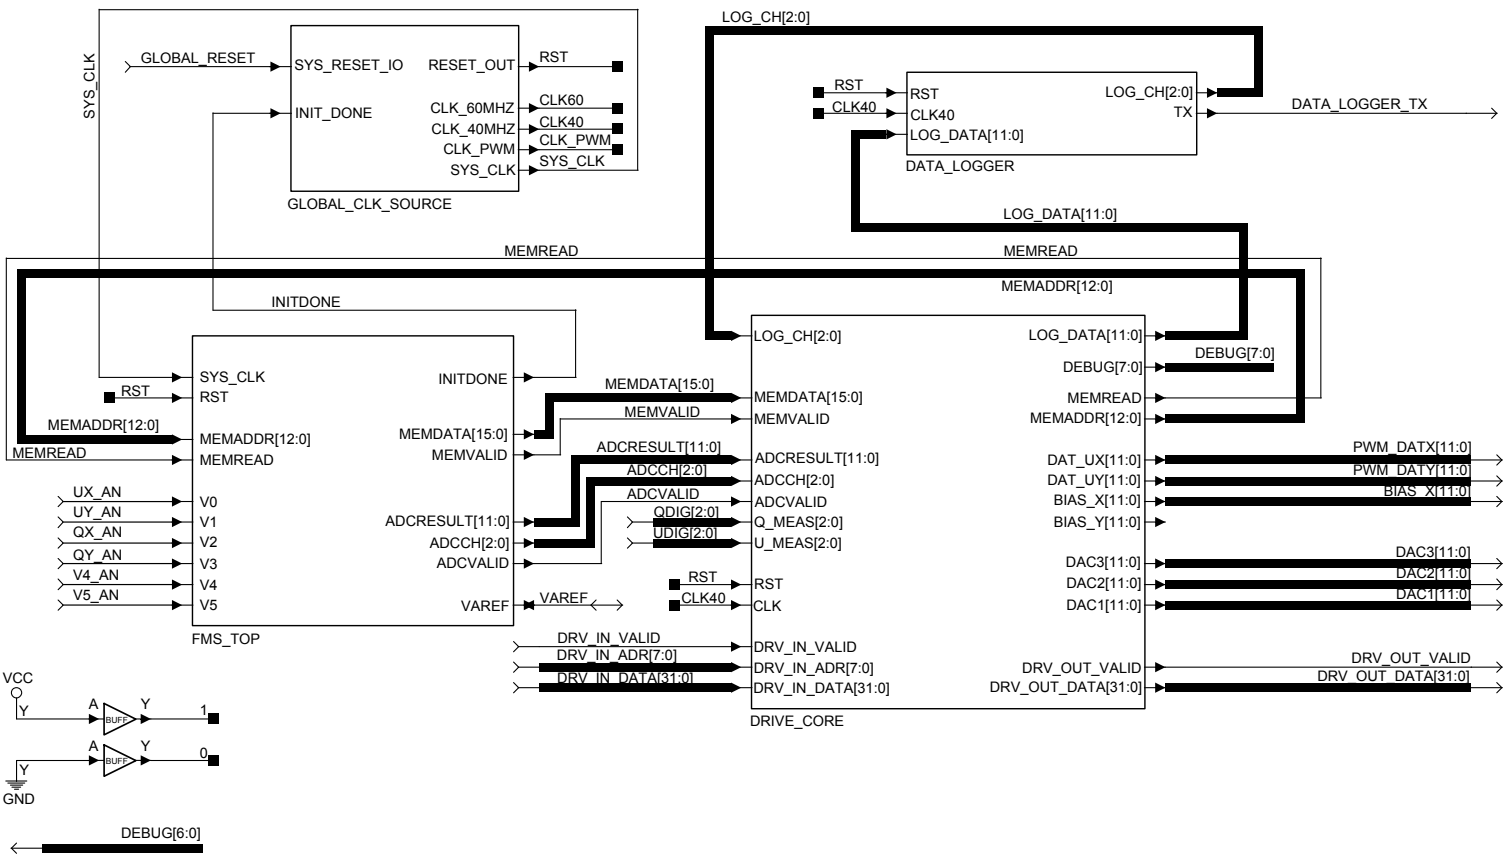 LOG_CH[2:0]
SYS_CLK
GLOBAL_RESET
SYS_RESET_IO
RESET_OUT
RST
INIT_DONE
CLK_60MHZ
CLK60
CLK_40MHZ
CLK40
CLK_PWM
CLK_PWM
SYS_CLK
SYS_CLK
GLOBAL_CLK_SOURCE
RST
RST
LOG_CH[2:0]
CLK40
CLK40
TX
DATA_LOGGER_TX
LOG_DATA[11:0]
DATA_LOGGER
LOG_DATA[11:0]
MEMREAD
MEMREAD
MEMADDR[12:0]
INITDONE
SYS_CLK
INITDONE
RST
RST
MEMADDR[12:0]
MEMADDR[12:0]
MEMDATA[15:0]
MEMREAD
MEMREAD
MEMVALID
UX_AN
V0
UY_AN
V1
ADCRESULT[11:0]
QX_AN
V2
ADCCH[2:0]
QY_AN
V3
ADCVALID
V4_AN
V4
V5_AN
V5
VAREF
VAREF
FMS_TOP
MEMDATA[15:0]
MEMVALID
ADCRESULT[11:0]
ADCCH[2:0]
ADCVALID
QDIG[2:0]
UDIG[2:0]
RST
CLK40
DRV_IN_VALID
DRV_IN_ADR[7:0]
DRV_IN_DATA[31:0]
LOG_CH[2:0]
MEMDATA[15:0]
MEMVALID
ADCRESULT[11:0]
ADCCH[2:0]
ADCVALID
Q_MEAS[2:0]
U_MEAS[2:0]
RST
CLK
DRV_IN_VALID
DRV_IN_ADR[7:0]
DRV_IN_DATA[31:0]
LOG_DATA[11:0]
DEBUG[7:0]
MEMREAD
MEMADDR[12:0]
DAT_UX[11:0]
DAT_UY[11:0]
BIAS_X[11:0]
BIAS_Y[11:0]
DAC3[11:0]
DAC2[11:0]
DAC1[11:0]
DRV_OUT_VALID
DRV_OUT_DATA[31:0]
DRIVE_CORE
DEBUG[7:0]
PWM_DATX[11:0]
PWM_DATY[11:0]
BIAS_X[11:0]
DAC3[11:0]
DAC2[11:0]
DAC1[11:0]
DRV_OUT_VALID
DRV_OUT_DATA[31:0]
VCC
Y
A
BUFF
Y
1
A
BUFF
Y
0
Y
GND
DEBUG[6:0]